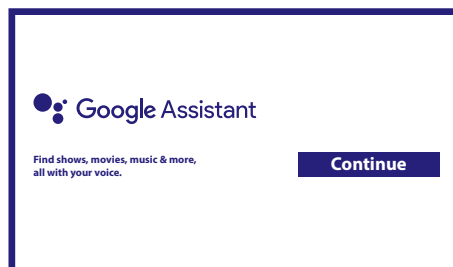 Google Assistant
Find shows, movies, music & more,
all with your voice.
Continue